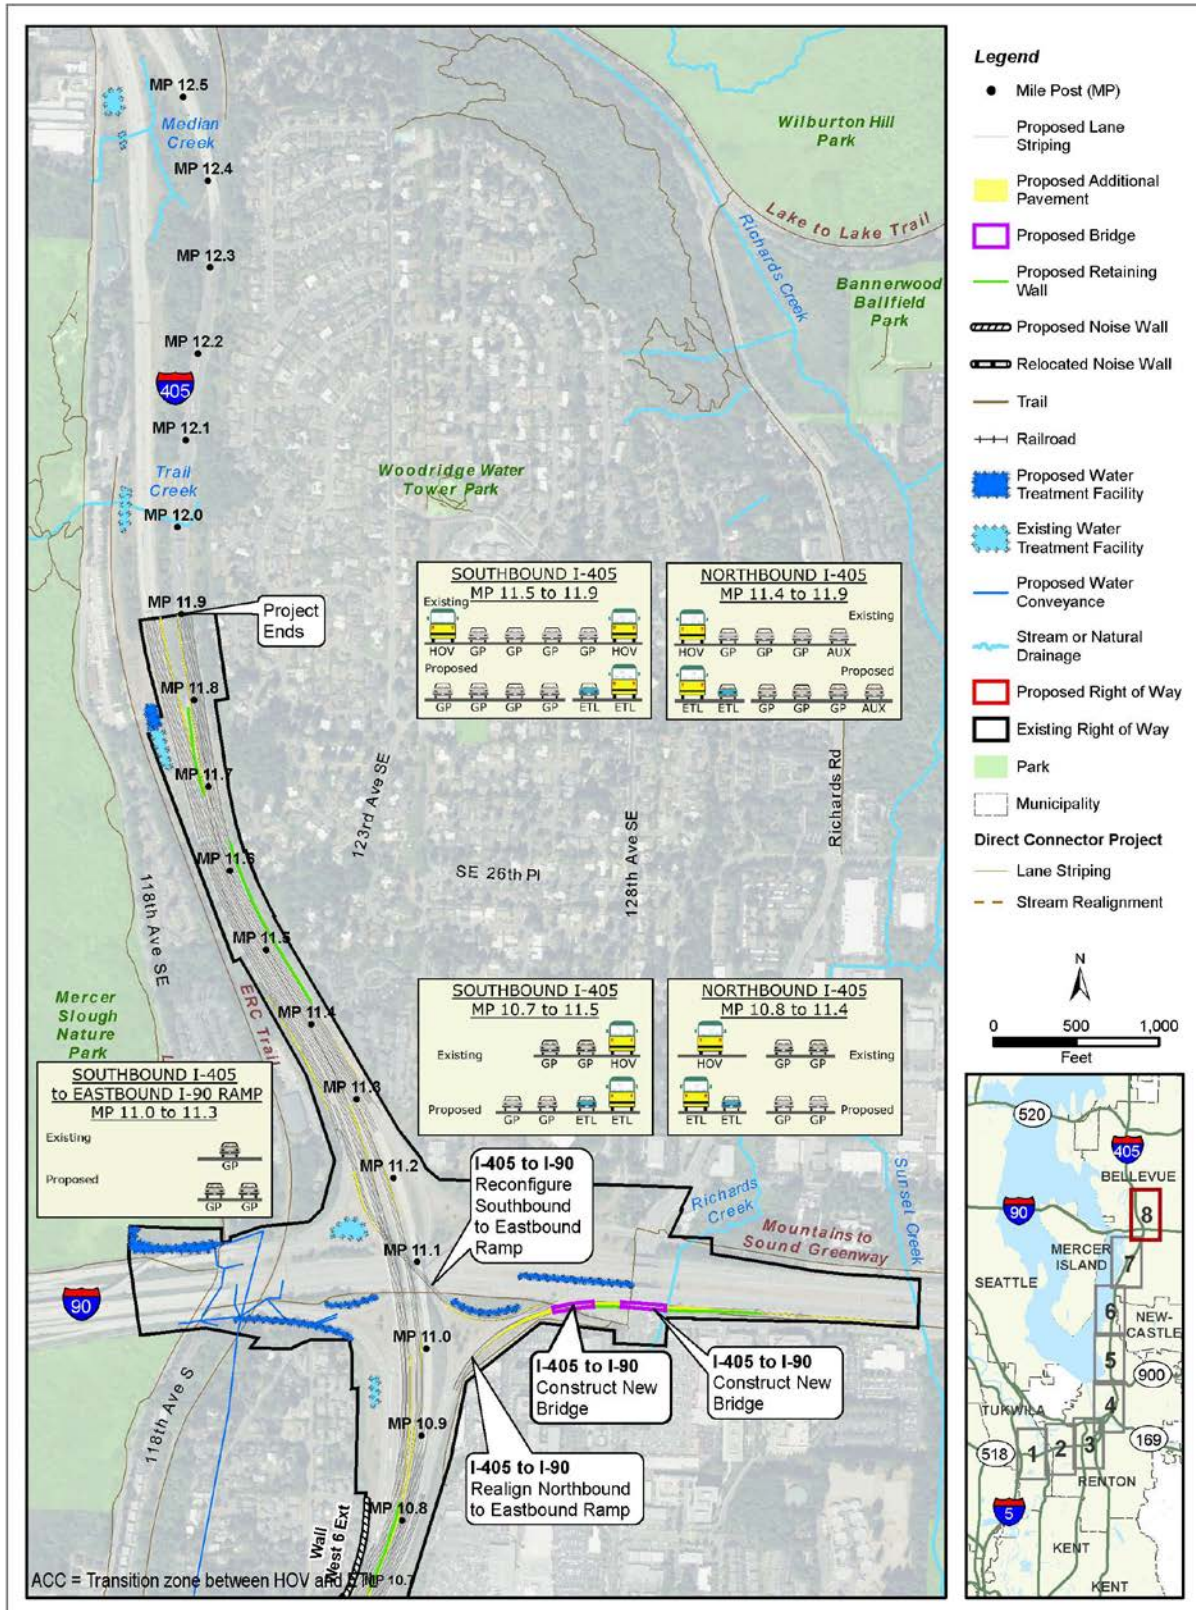 MP 12.5
Median
Creek
MP 12.4
MP 12.3
MP 12.2
405
MP 12.1
Trail
Creek
MP 12.0
Wilburton Hill
Park
Lake to Lake Trail
Richards Creek
Bannerwood
Ballfield
Park
Woodridge Water
Tower Park
MP 11.9
Project
Ends
MP 11.8
MP 11.7
MP 11.6
MP 11.5
MP 11.4
MP 11.3
MP 11.2
MP 11.1
MP 11.0
MP 10.9
MP 10.8
MP 10.7
SOUTHBOUND I-405
MP 11.5 to 11.9
Existing
HOV GP GP GP GP HOV
Proposed
GP GP GP GP ETL ETL
NORTHBOUND I-405
MP 11.4 to 11.9
Existing
HOV GP GP GP AUX
Proposed
ETL ETL GP GP GP AUX
123rd Ave SE
SE 26th Pl
128th Ave SE
Richards Rd
118th Ave SE
ERC Trail
Mercer
Slough
Nature
Park
SOUTHBOUND I-405
MP 10.7 to 11.5
Existing
GP GP HOV
Proposed
GP GP ETL ETL
NORTHBOUND I-405
MP 10.8 to 11.4
HOV GP GP
Existing
ETL ETL GP GP
Proposed
SOUTHBOUND I-405
to EASTBOUND I-90 RAMP
MP 11.0 to 11.3
Existing
GP
Proposed
GP GP
I-405 to I-90
Reconfigure
Southbound
to Eastbound
Ramp
Richards
Creek
Mountains to
Sound Greenway
Sunset Creek
90
I-405 to I-90
Construct New
Bridge
I-405 to I-90
Construct New
Bridge
I-405 to I-90
Realign Northbound
to Eastbound Ramp
118th Ave S
Wall
West 6 Ext
ACC = Transition zone between HOV and ETL
Legend
Mile Post (MP)
Proposed Lane
Striping
Proposed Additional
Pavement
Proposed Bridge
Proposed Retaining
Wall
Proposed Noise Wall
Relocated Noise Wall
Trail
Railroad
Proposed Water
Treatment Facility
Existing Water
Treatment Facility
Proposed Water
Conveyance
Stream or Natural
Drainage
Proposed Right of Way
Existing Right of Way
Park
Municipality
Direct Connector Project
Lane Striping
Stream Realignment
N
0 500 1,000
Feet
520
405
BELLEVUE
90
8
MERCER
ISLAND
7
SEATTLE
6
NEW-
CASTLE
5
900
4
TUKWILA
169
518
1
2
3
RENTON
5
KENT
KENT